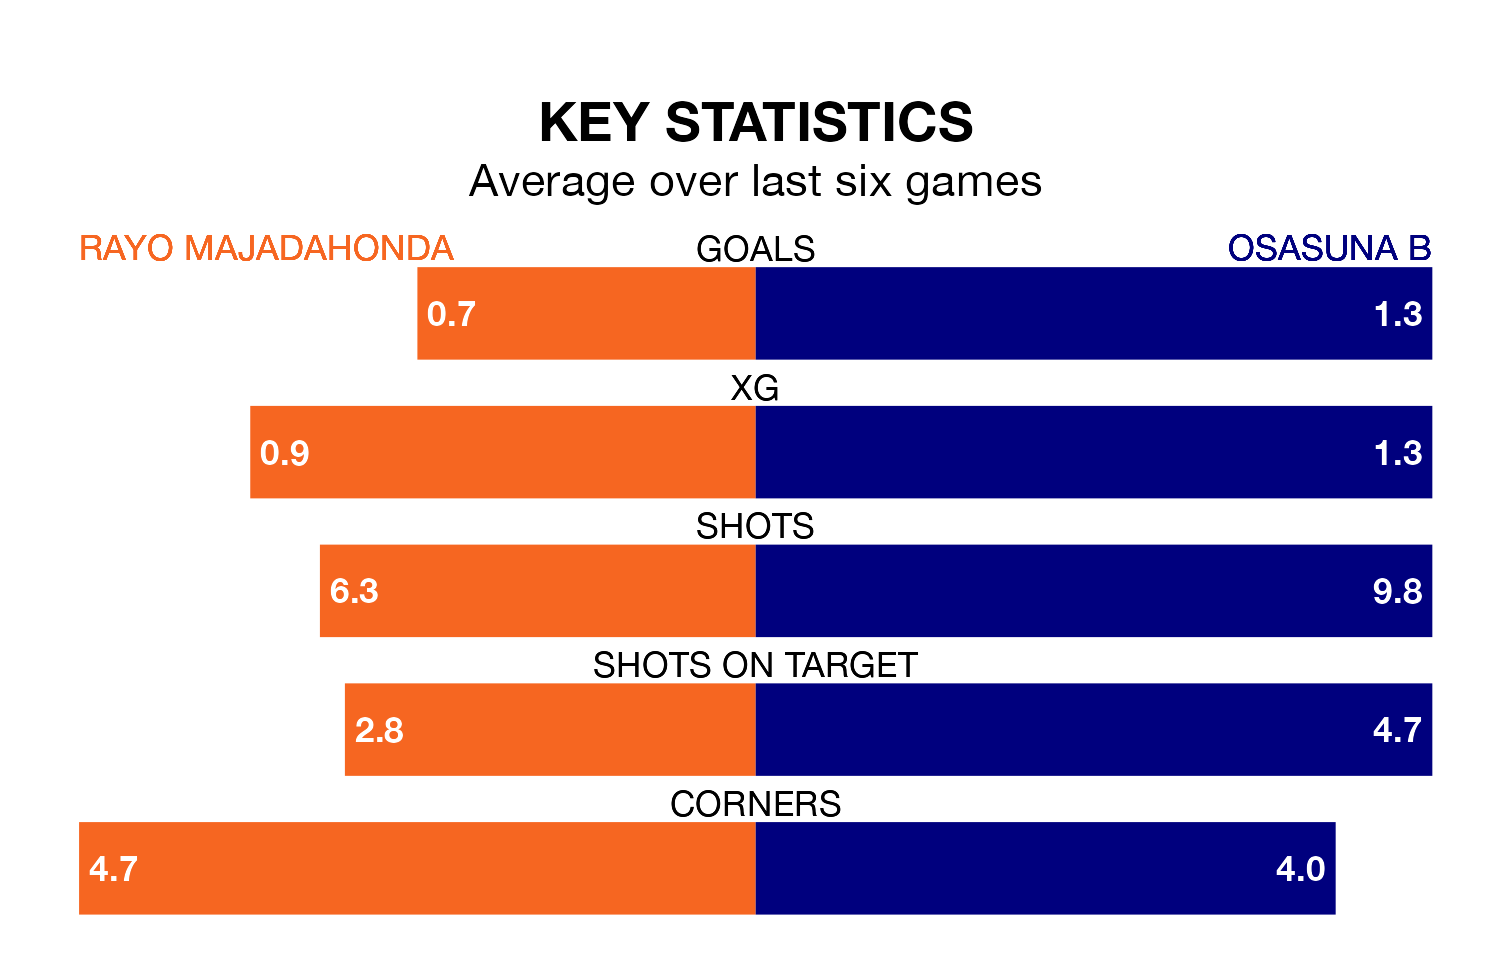 KEY STATISTICS
Average over last six games
RAYO MAJADAHONDA GOALS OSASUNA B
0.7 1.3
XG
0.9 1.3
SHOTS
6.3 9.8
SHOTS ON TARGET
2.8 4.7
CORNERS
4.7 4.0